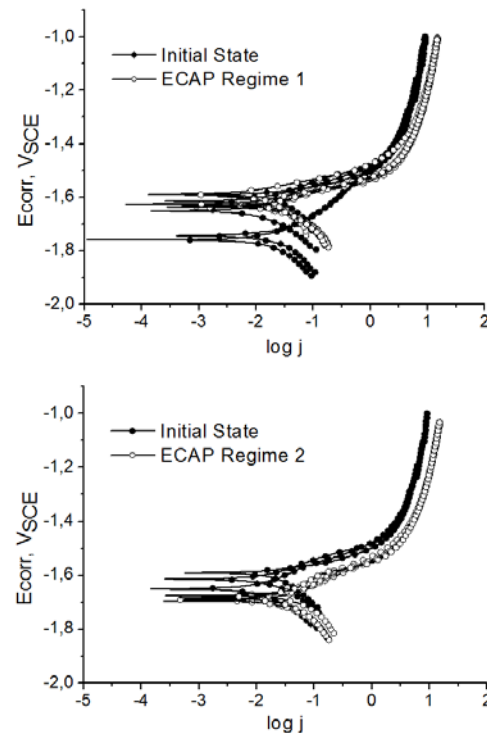 -1,0
Initial State
ECAP Regime 1
-1,2
-1,4
-1,6
-1,8
-2,0
Ecorr, VSCE
-5 -4 -3 -2 -1 0 1 2
log j
-1,0
Initial State
ECAP Regime 2
-1,2
-1,4
-1,6
-1,8
-2,0
Ecorr, VSCE
-5 -4 -3 -2 -1 0 1 2
log j